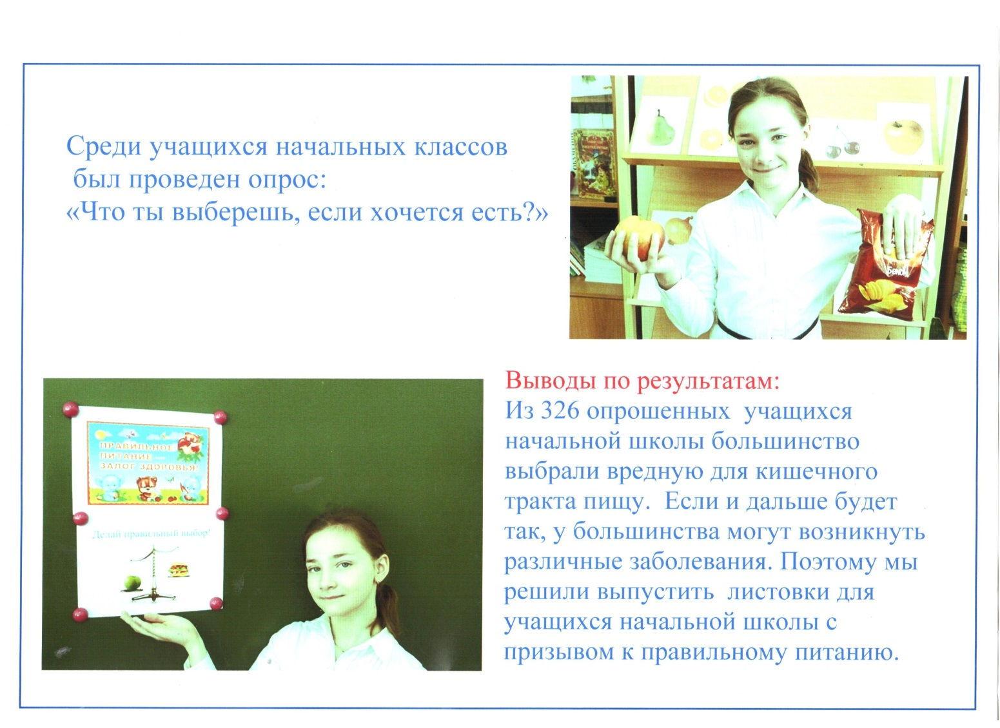 Среди учащихся начальных классов
был проведен опрос:
«Что ты выберешь, если хочется есть?»
Выводы по результатам:
Из 326 опрошенных учащихся
начальной школы большинство
выбрали вредную для кишечного
тракта пищу. Если и дальше будет
так, у большинства могут возникнуть
различные заболевания. Поэтому мы
решили выпустить листовки для
учащихся начальной школы с
призывом к правильному питанию.
ПРАВИЛЬНОЕ
ПИТАНИЕ —
ЗАЛОГ ЗДОРОВЬЯ!
Делай правильный выбор!